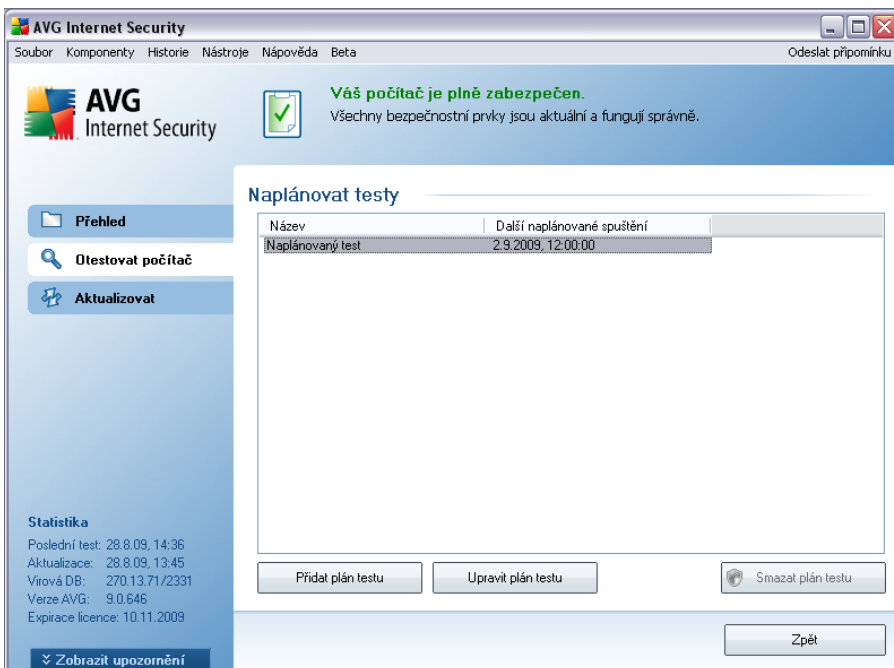 AVG Internet Security
Soubor Komponenty Historie Nástroje Nápověda Beta Odeslat připomínku
AVG
Internet Security
Váš počítač je plně zabezpečen.
Všechny bezpečnostní prvky jsou aktuální a fungují správně.
Přehled
Otestovat počítač
Aktualizovat
Naplánovat testy
Název Další naplánované spuštění
Naplánovaný test 2.9.2009, 12:00:00
Statistika
Poslední test: 28.8.09, 14:36
Aktualizace: 28.8.09, 13:45
Virová DB: 270.13.71/2331
Verze AVG: 9.0.646
Expirace licence: 10.11.2009
Zobrazit upozornění
Přidat plán testu Upravit plán testu Smazat plán testu
Zpět